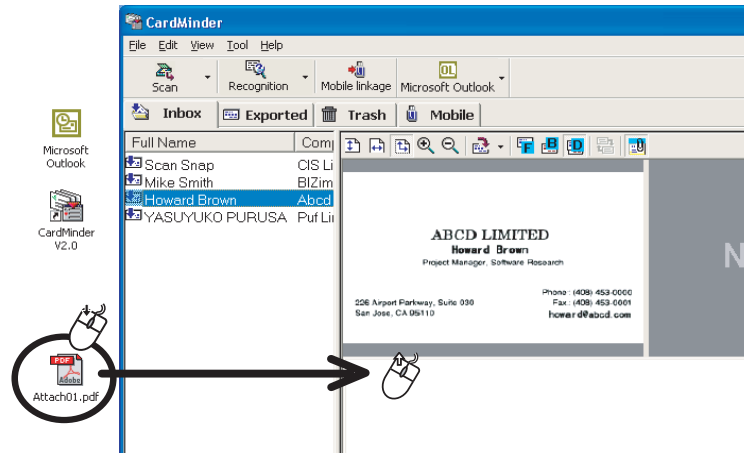 CardMinder
File Edit View Tool Help
Scan Recognition Mobile linkage OL Microsoft Outlook
Inbox Exported Trash Mobile
Full Name
Scan Snap CIS Li
Mike Smith BIZim
Howard Brown Abcd
YASUYUKO PURUSA Puf Lir
F B D
ABCD LIMITED
Howard Brown
Project Manager, Software Research
226 Airport Parkway, Suite 030
San Jose, CA 95110
Phone : (408) 453-0000
Fax : (408) 453-0001
howard@abcd.com
N
Microsoft
Outlook
CardMinder
V2.0
PDF
Adobe
Attach01.pdf